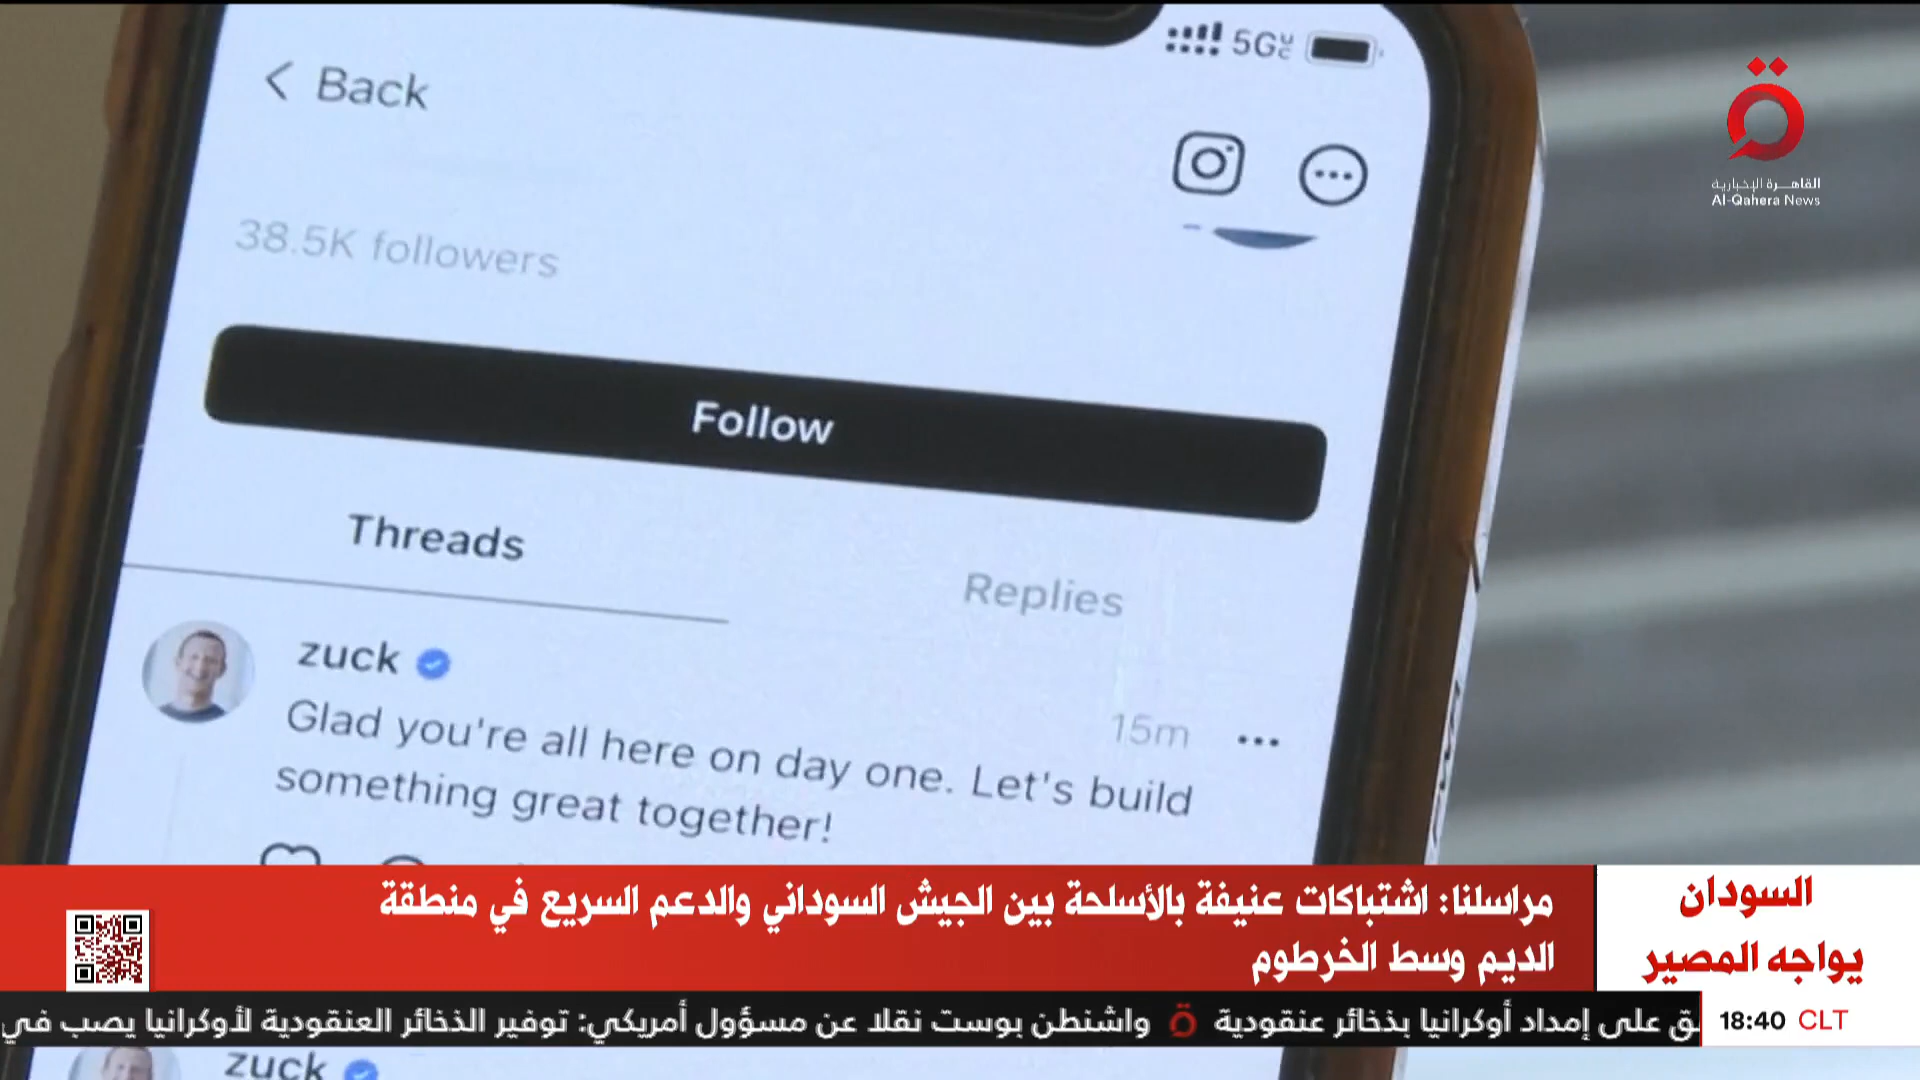 5G
Back
38.5K followers
Follow
Threads
Replies
zuck
15m
Glad you're all here on day one. Let's build
something great together!
القاهرة الإخبارية
Al-Qahera News
السودان
يواجه المصير
مراسلنا: اشتباكات عنيفة بالأسلحة بين الجيش السوداني والدعم السريع في منطقة
الديم وسط الخرطوم
على إمداد أوكرانيا بذخائر عنقودية واشنطن بوست نقلا عن مسؤول أمريكي: توفير الذخائر العنقودية لأوكرانيا يصب في
18:40 CLT
zuck